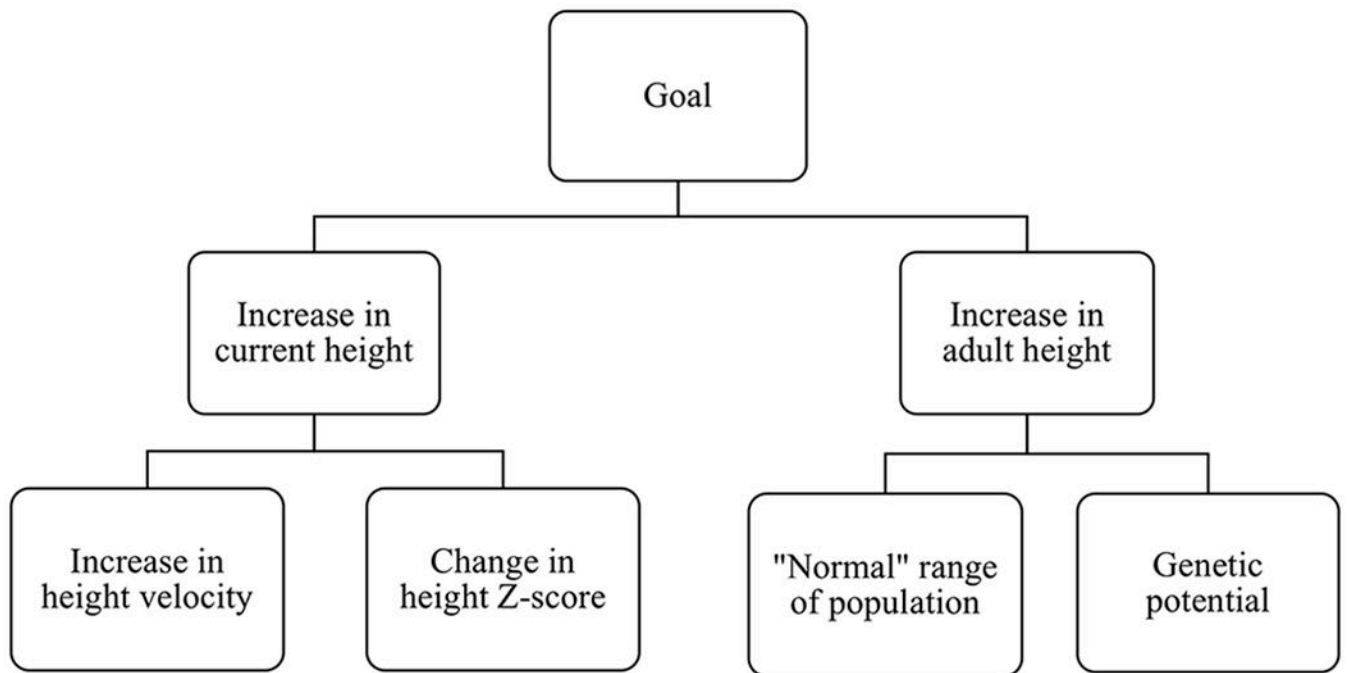 Goal
Increase in
current height
Increase in
adult height
Increase in
height velocity
Change in
height Z-score
"Normal" range
of population
Genetic
potential